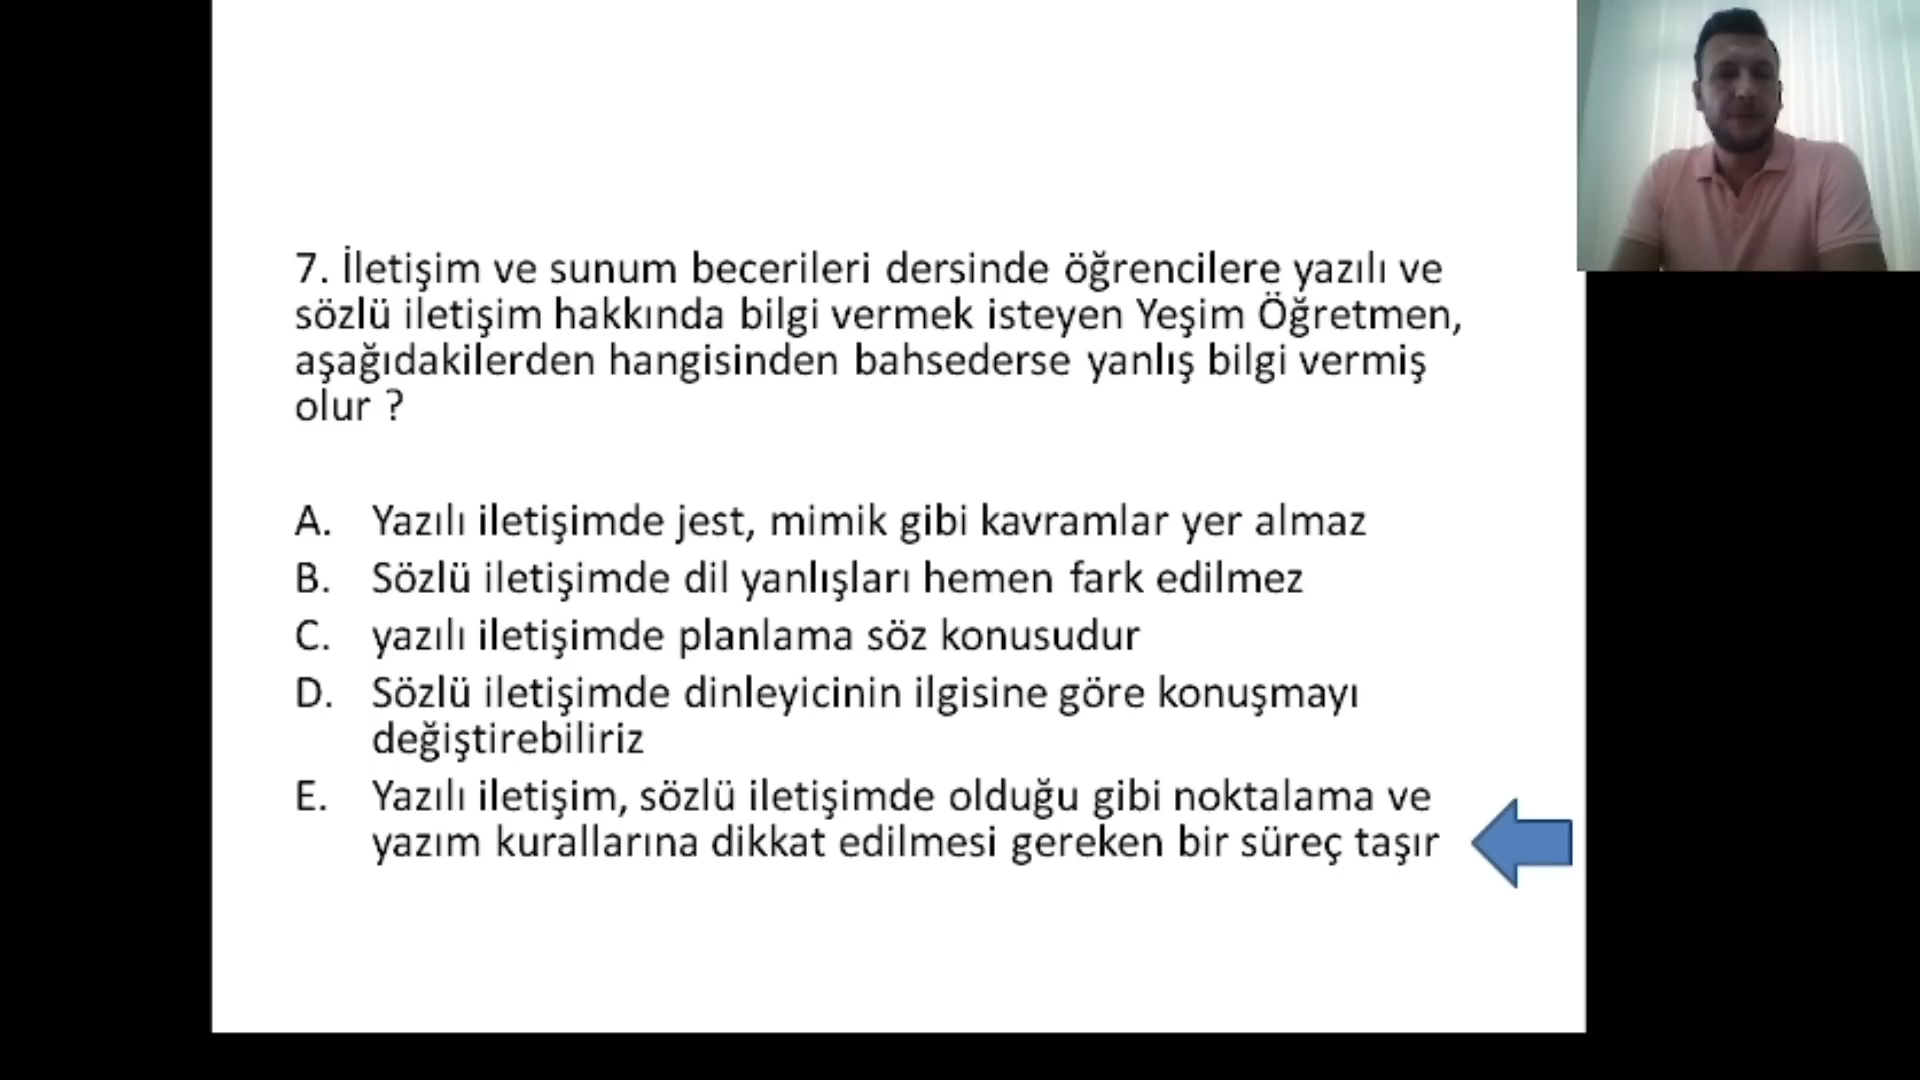 7. İletişim ve sunum becerileri dersinde öğrencilere yazılı ve
sözlü iletişim hakkında bilgi vermek isteyen Yeşim Öğretmen,
aşağıdakilerden hangisinden bahsederse yanlış bilgi vermiş
olur ?
A. Yazılı iletişimde jest, mimik gibi kavramlar yer almaz
B. Sözlü iletişimde dil yanlışları hemen fark edilmez
C. yazılı iletişimde planlama söz konusudur
D. Sözlü iletişimde dinleyicinin ilgisine göre konuşmayı
değiştirebiliriz
E. Yazılı iletişim, sözlü iletişimde olduğu gibi noktalama ve
yazım kurallarına dikkat edilmesi gereken bir süreç taşır